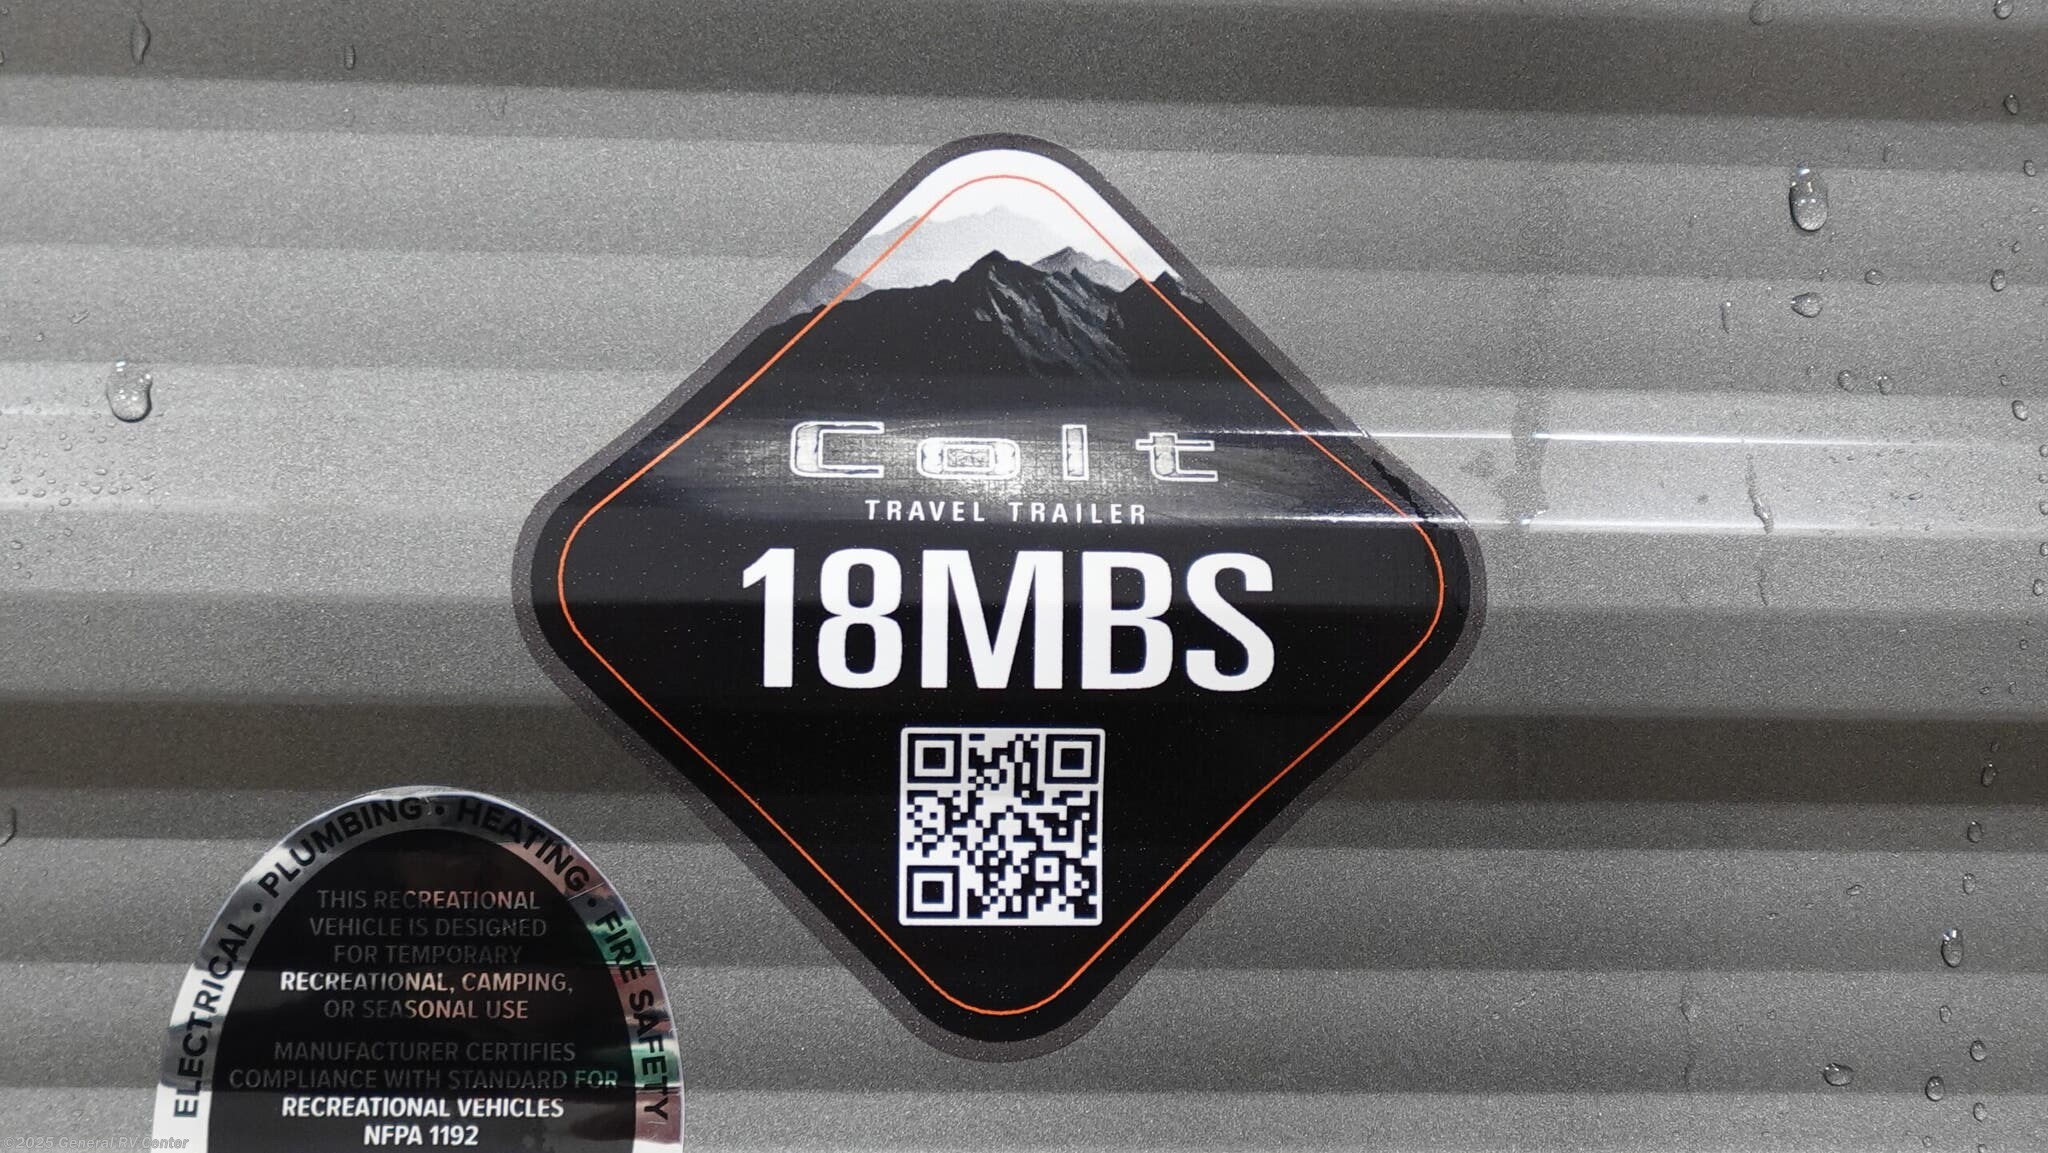 Colt
TRAVEL TRAILER
18MBS
ELECTRICAL • PLUMBING • HEATING • FIRE SAFETY
THIS RECREATIONAL
VEHICLE IS DESIGNED
FOR TEMPORARY
RECREATIONAL, CAMPING,
OR SEASONAL USE
MANUFACTURER CERTIFIES
COMPLIANCE WITH STANDARD FOR
RECREATIONAL VEHICLES
NFPA 1192
©2025 General RV Center